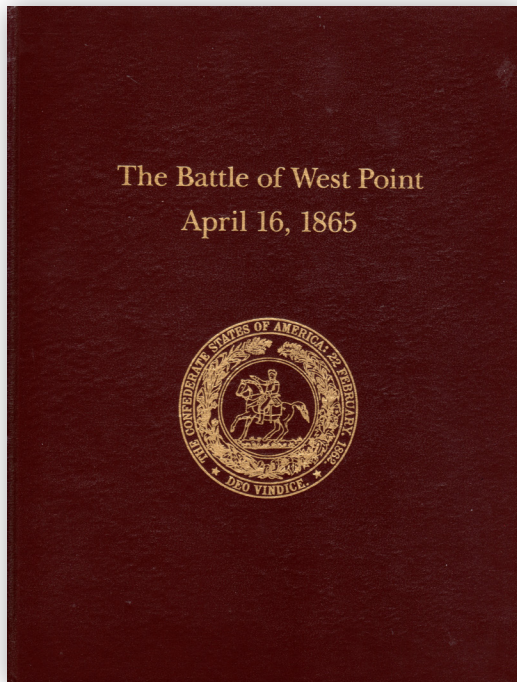 The Battle of West Point
April 16, 1865
THE CONFEDERATE STATES OF AMERICA: 22 FEBRUARY 1862.
DEO VINDICE.